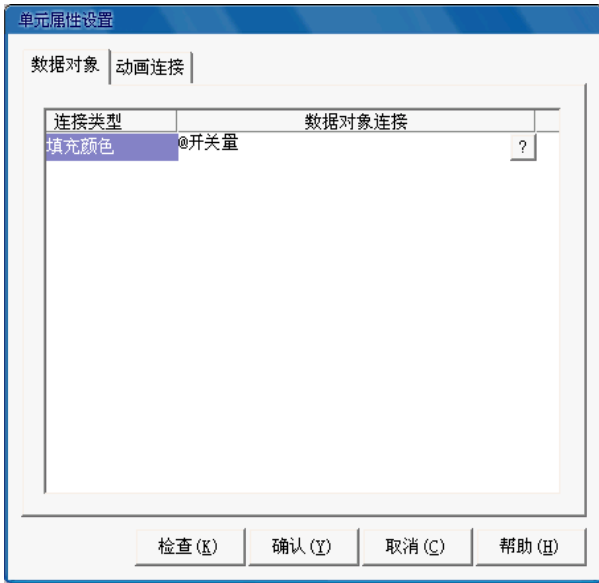 单元属性设置
数据对象 动画连接
连接类型 数据对象连接
填充颜色 @开关量 ?
检查(K) 确认(Y) 取消(C) 帮助(H)